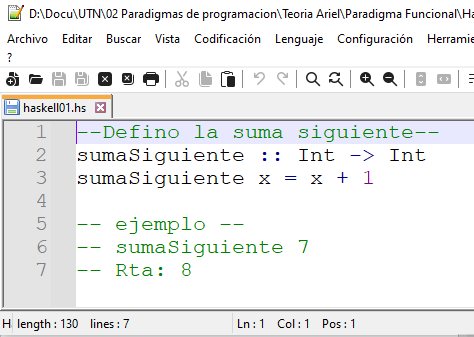 D:\Docu\UTN\02 Paradigmas de programacion\Teoria Ariel\Paradigma Funcional\Ha
Archivo Editar Buscar Vista Codificación Lenguaje Configuración Herramie
?
haskell01.hs
1 --Defino la suma siguiente--
2 sumaSiguiente :: Int -> Int
3 sumaSiguiente x = x + 1
4
5 -- ejemplo --
6 -- sumaSiguiente 7
7 -- Rta: 8
H length : 130 lines : 7 Ln : 1 Col : 1 Pos : 1